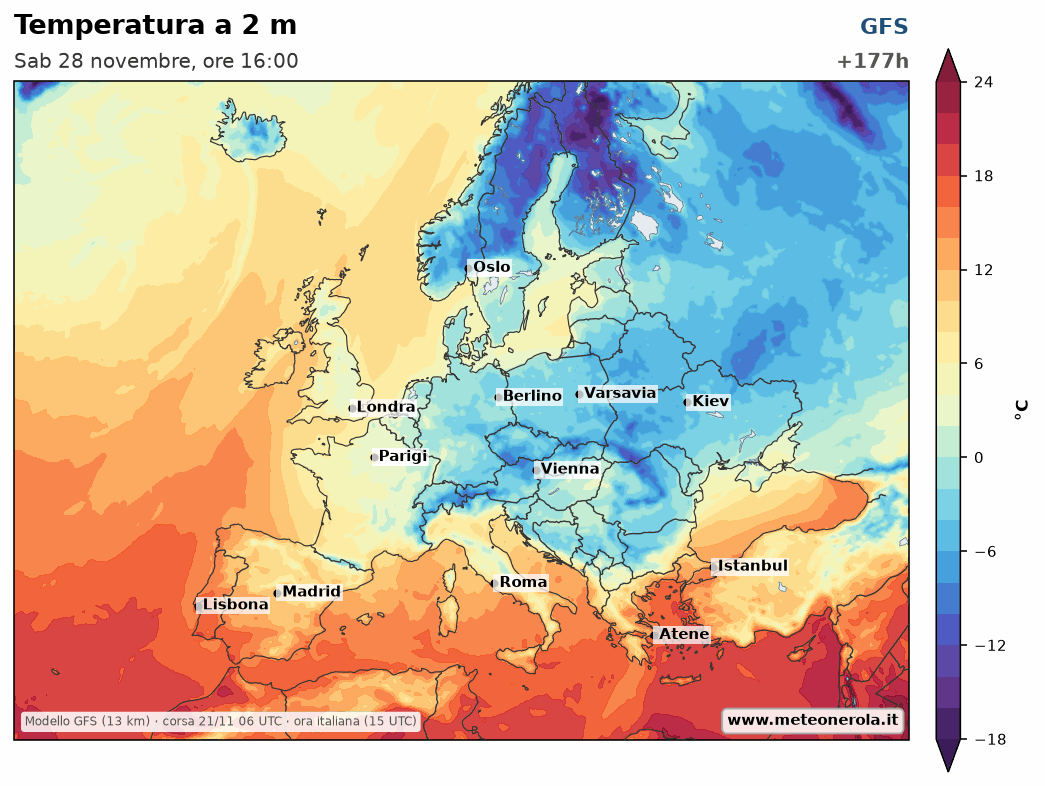 Temperatura a 2 m
GFS
Sab 28 novembre, ore 16:00
+177h
24
18
12
6
0
−6
−12
−18
°C
Oslo
Berlino
Varsavia
Kiev
Londra
Parigi
Vienna
Istanbul
Roma
Madrid
Lisbona
Atene
Modello GFS (13 km) · corsa 21/11 06 UTC · ora italiana (15 UTC)
www.meteonerola.it